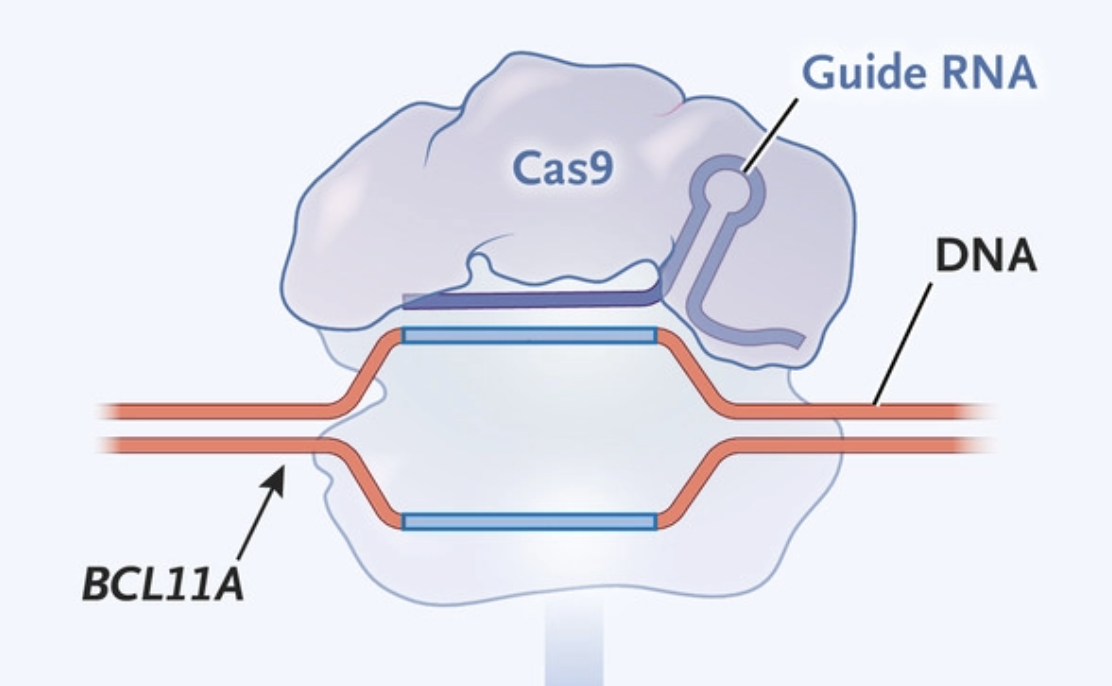 Guide RNA
Cas9
DNA
BCL11A